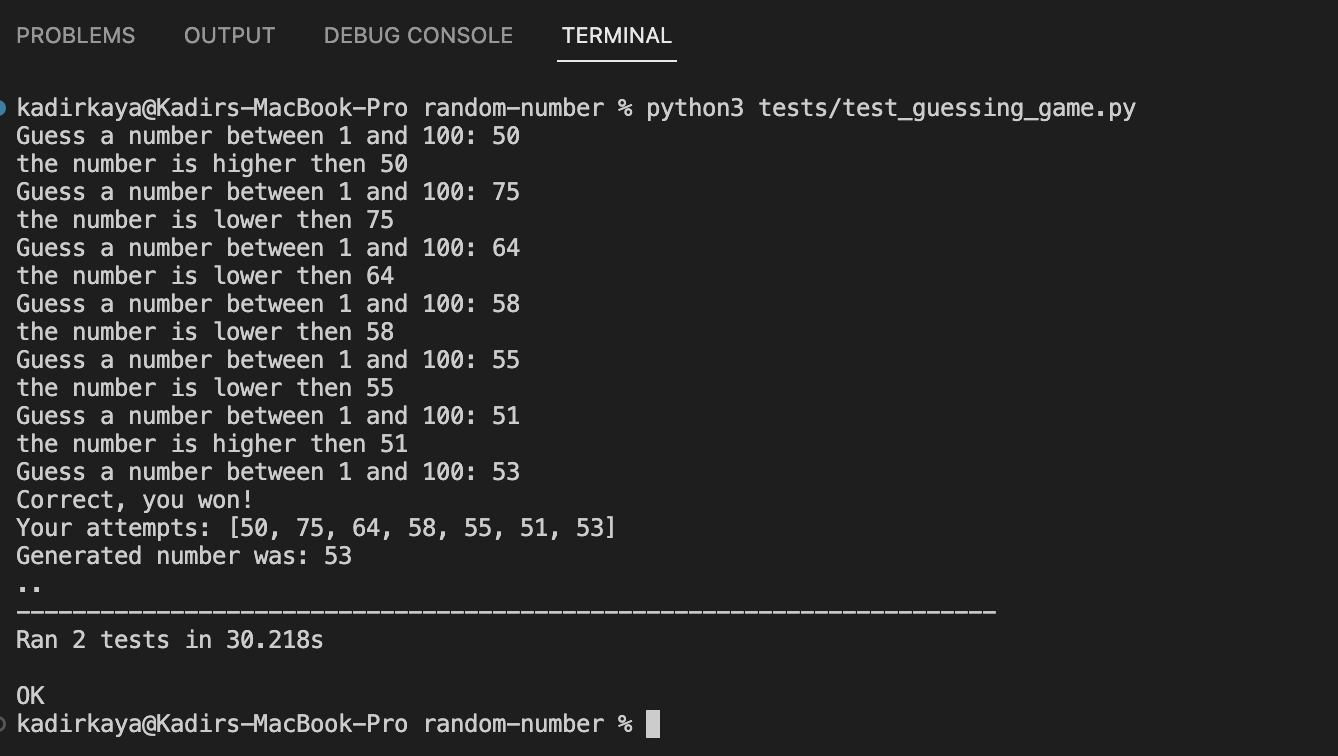 PROBLEMS OUTPUT DEBUG CONSOLE TERMINAL
kadirkaya@Kadirs-MacBook-Pro random-number % python3 tests/test_guessing_game.py
Guess a number between 1 and 100: 50
the number is higher then 50
Guess a number between 1 and 100: 75
the number is lower then 75
Guess a number between 1 and 100: 64
the number is lower then 64
Guess a number between 1 and 100: 58
the number is lower then 58
Guess a number between 1 and 100: 55
the number is lower then 55
Guess a number between 1 and 100: 51
the number is higher then 51
Guess a number between 1 and 100: 53
Correct, you won!
Your attempts: [50, 75, 64, 58, 55, 51, 53]
Generated number was: 53
..
----------------------------------------------------------------------
Ran 2 tests in 30.218s
OK
kadirkaya@Kadirs-MacBook-Pro random-number %